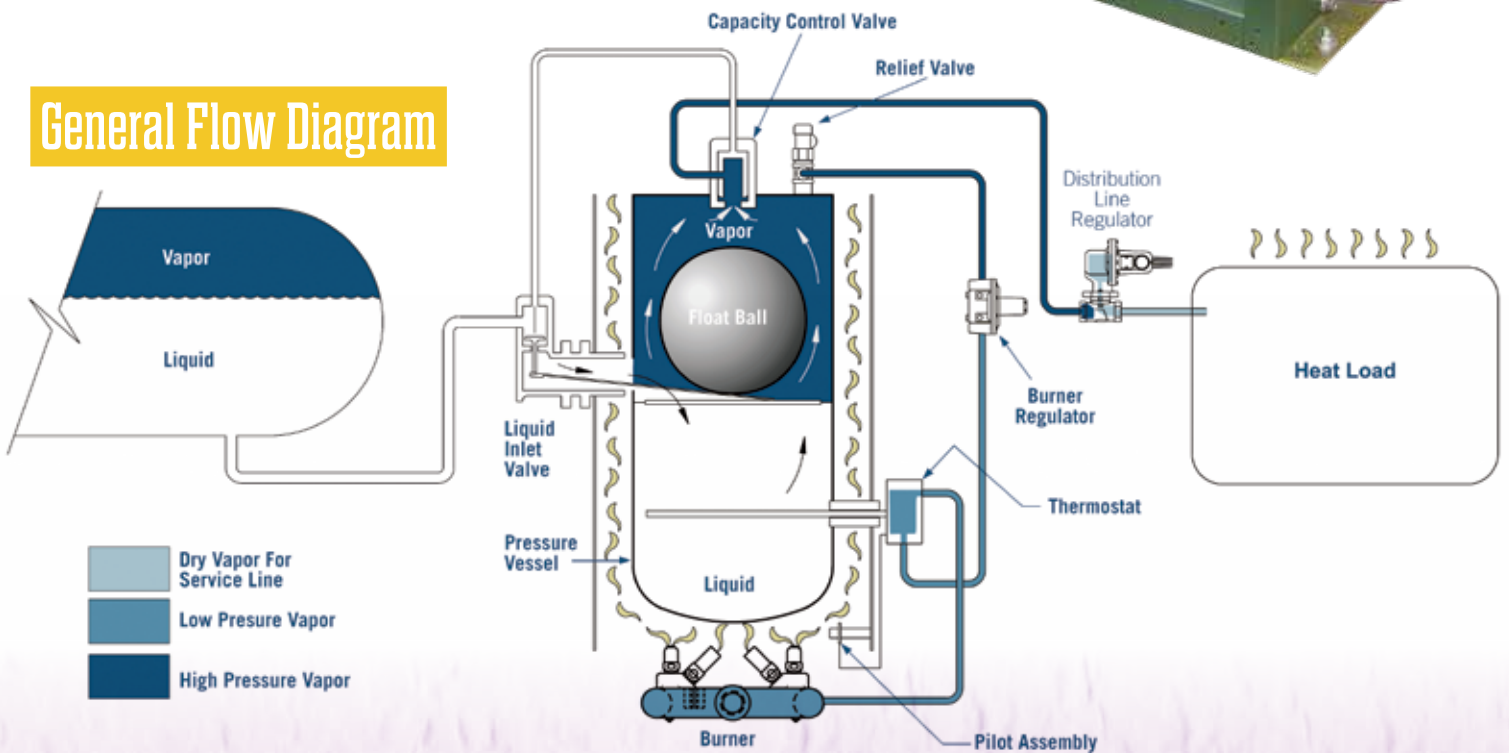 General Flow Diagram
Capacity Control Valve
Relief Valve
Distribution
Line
Regulator
Vapor
Liquid
Vapor
Float Ball
Heat Load
Burner
Regulator
Liquid
Inlet
Valve
Thermostat
Pressure
Vessel
Liquid
Dry Vapor For
Service Line
Low Presure Vapor
High Pressure Vapor
Burner
Pilot Assembly